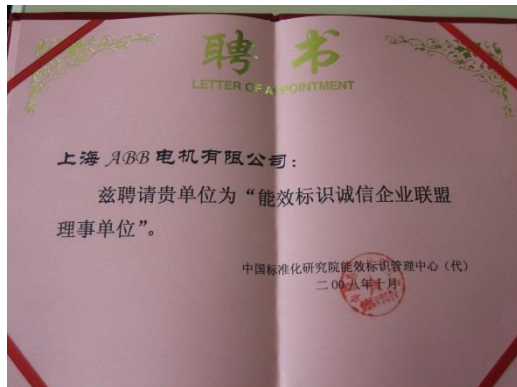 聘书
LETTER OF APPOINTMENT
上海ABB电机有限公司：
兹聘请贵单位为“能效标识诚信企业联盟
理事单位”。
中国标准化研究院能效标识管理中心（代）
二00八年十月